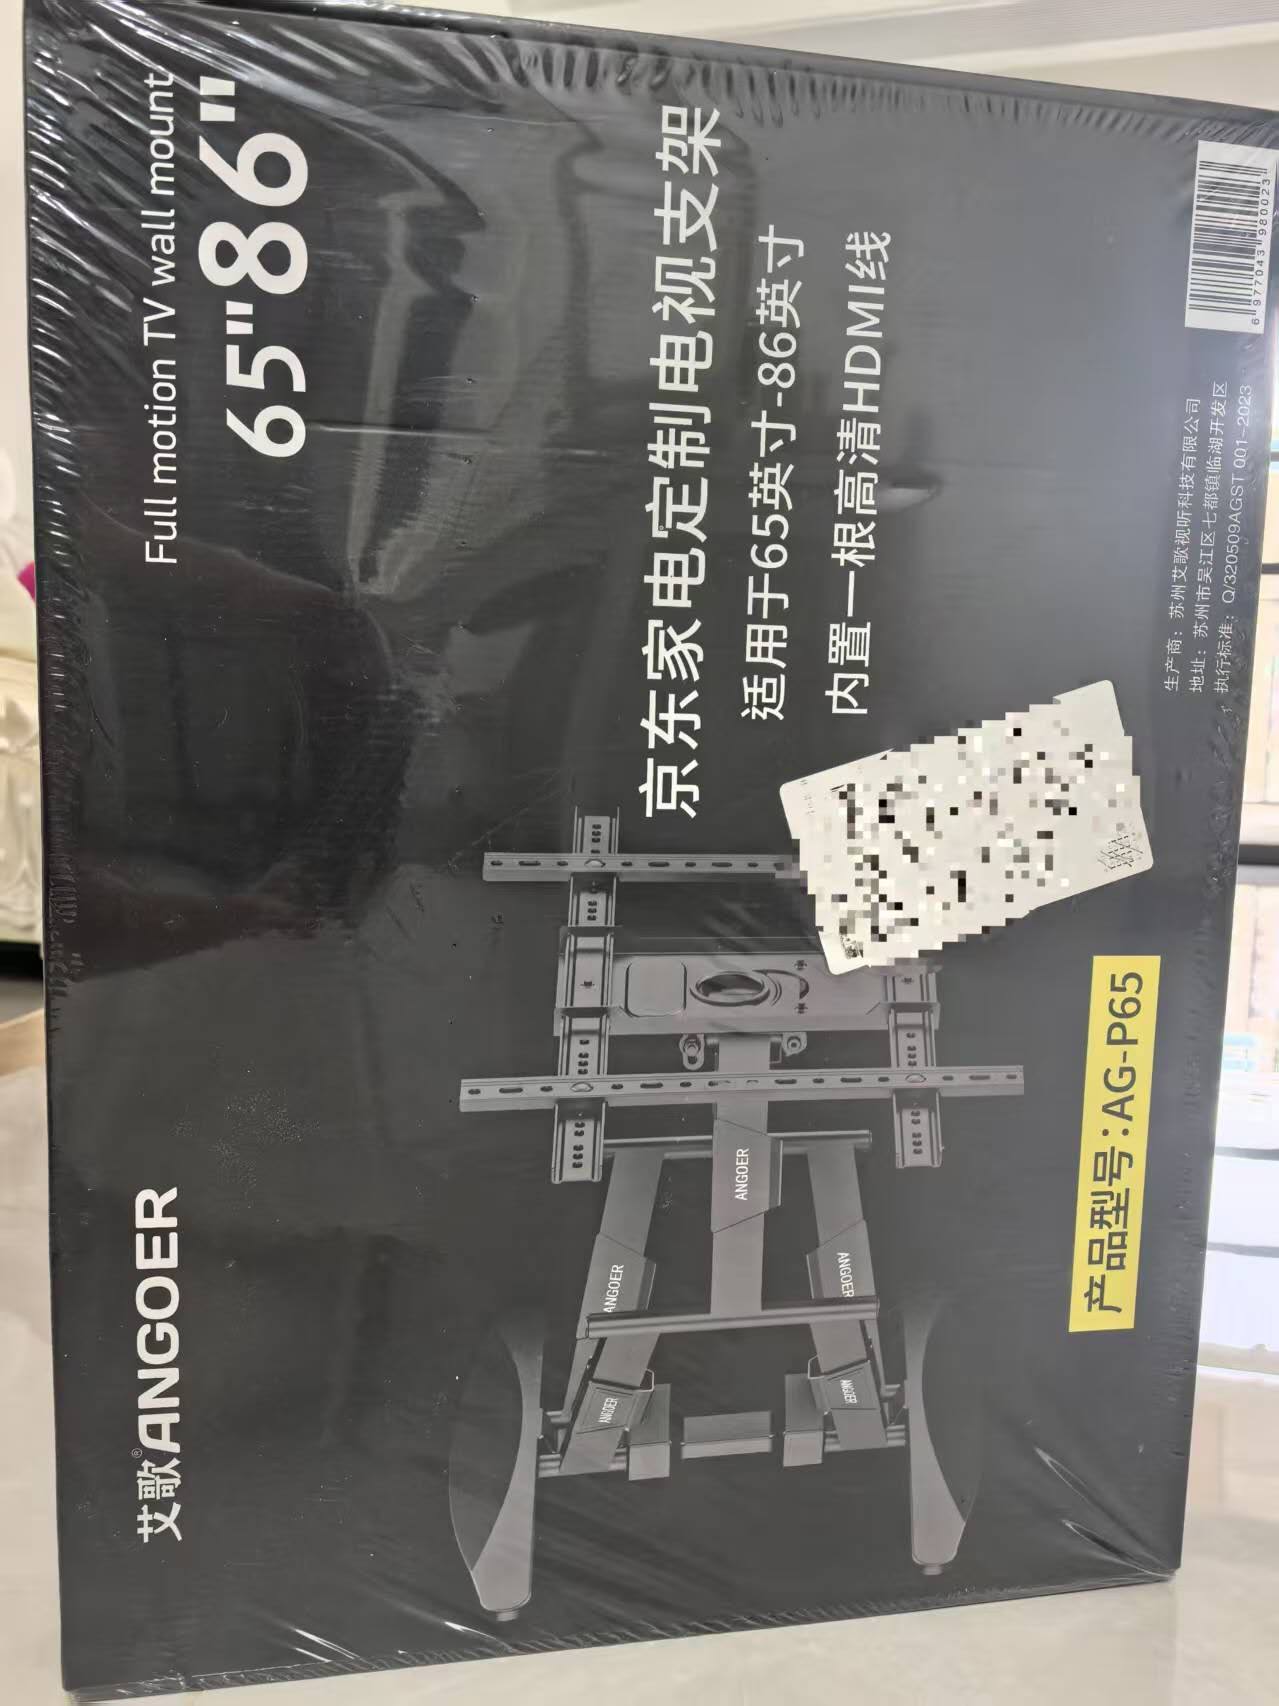 艾歌®ANGOER
Full motion TV wall mount
65"86"
京东家电定制电视支架
适用于65英寸-86英寸
内置一根高清HDMI线
ANGOER
ANGOER
ANGOER
ANGOER
ANGOER
产品型号:AG-P65
生产商：苏州艾歌视听科技有限公司
地址：苏州市吴江区七都镇临湖开发区
执行标准：Q/320509AGST 001-2023
6 977043 980023